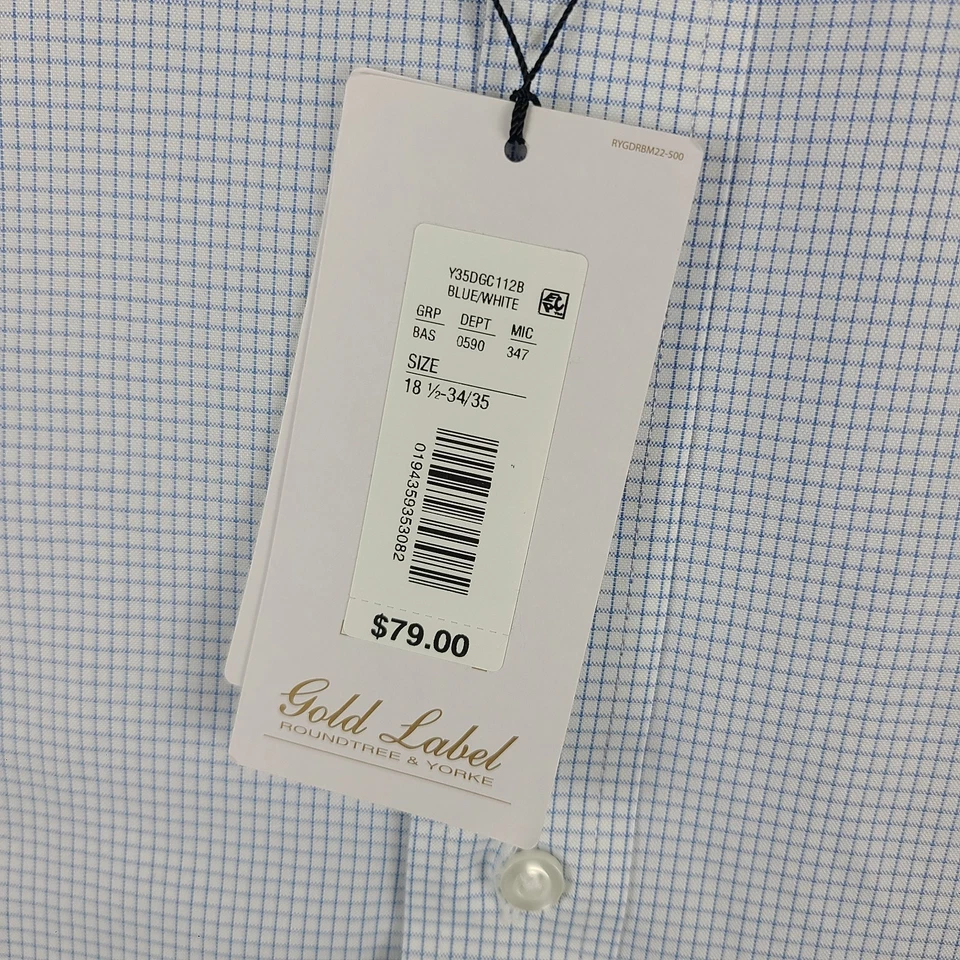 RYGDRBM22-500
Y35DGC112B
BLUE/WHITE
GRP DEPT MIC
BAS 0590 347
SIZE
18 ½-34/35
0194359353082
$79.00
Gold Label
ROUNDTREE & YORKE